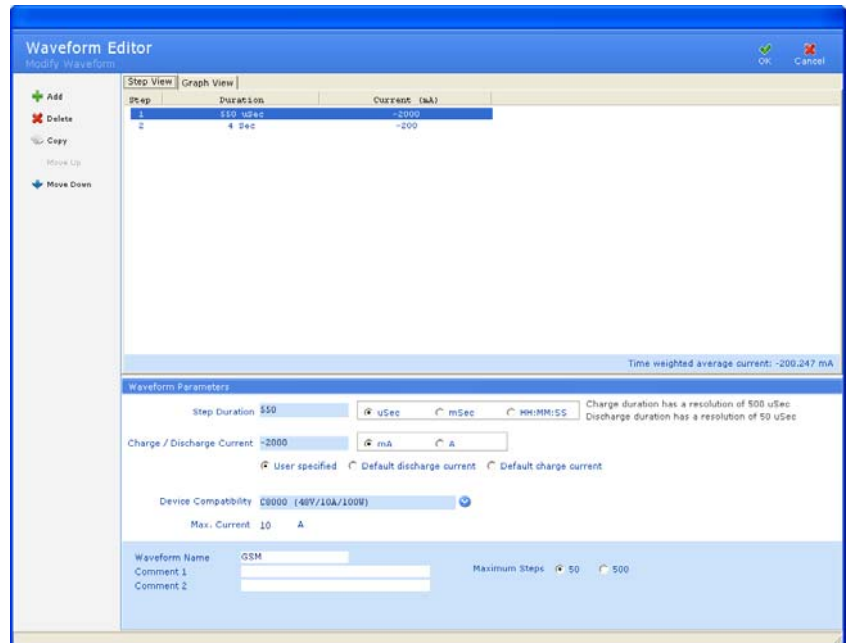 Waveform Editor
Modify Waveform
OK Cancel
Add
Delete
Copy
Move Up
Move Down
Step View Graph View
Step Duration Current (mA)
1 550 uSec -2000
2 4 Sec -200
Time weighted average current: -200.247 mA
Waveform Parameters
Step Duration 550 uSec mSec HH:MM:SS
Charge duration has a resolution of 500 uSec
Discharge duration has a resolution of 50 uSec
Charge / Discharge Current -2000 mA A
User specified Default discharge current Default charge current
Device Compatibility C8000 (48V/10A/100W)
Max. Current 10 A
Waveform Name GSM
Comment 1
Maximum Steps 50 500
Comment 2